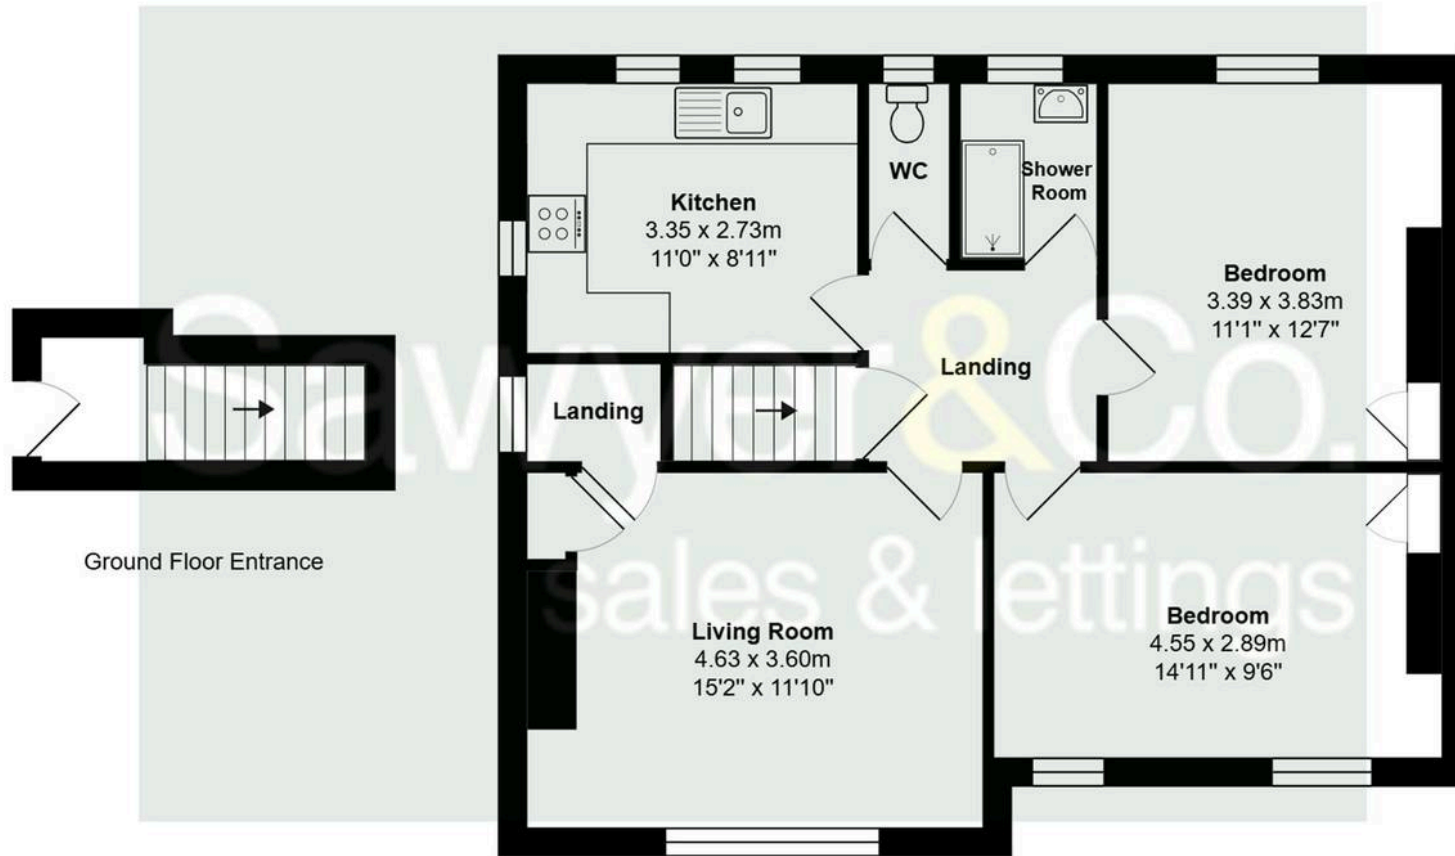 Kitchen
3.35 x 2.73m
11'0" x 8'11"
WC
Shower
Room
Bedroom
3.39 x 3.83m
11'1" x 12'7"
Landing
Landing
Sawyer&Co.
sales & lettings
Ground Floor Entrance
Living Room
4.63 x 3.60m
15'2" x 11'10"
Bedroom
4.55 x 2.89m
14'11" x 9'6"